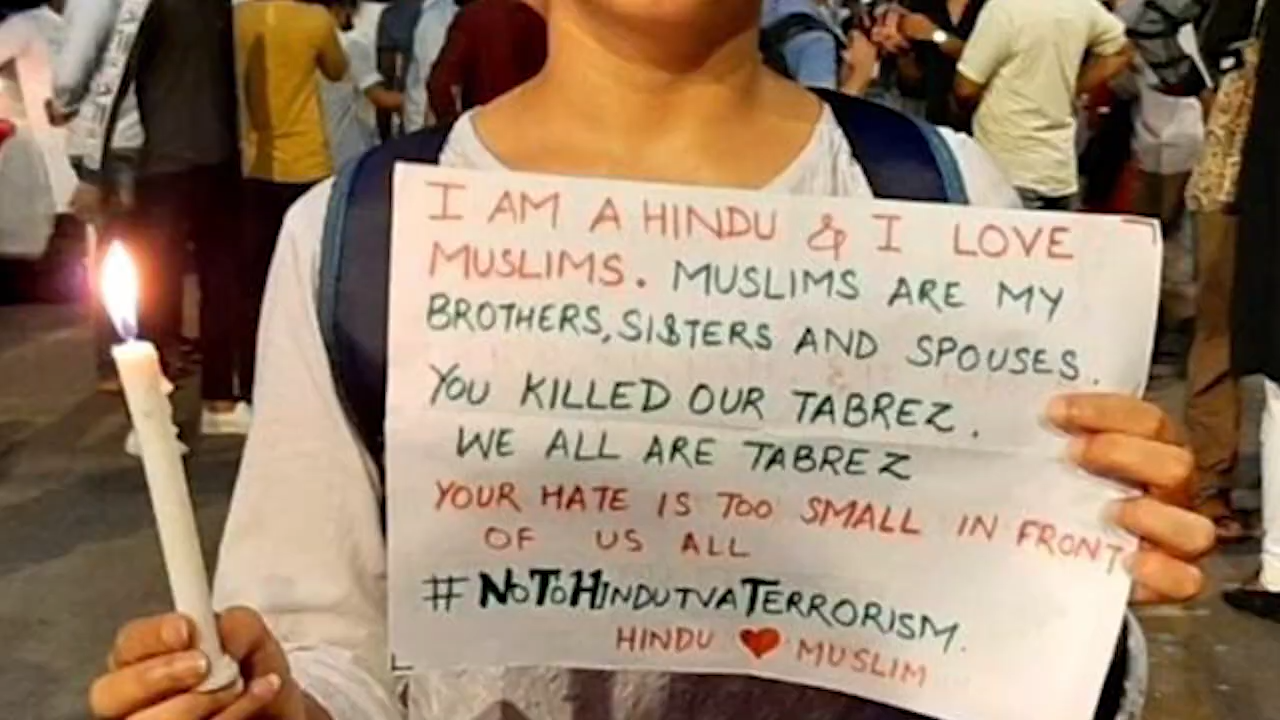 I AM A HINDU & I LOVE
MUSLIMS. MUSLIMS ARE MY
BROTHERS, SISTERS AND SPOUSES.
YOU KILLED OUR TABREZ.
WE ALL ARE TABREZ
YOUR HATE IS TOO SMALL IN FRONT
OF US ALL
#NOTOHINDUTVATERRORISM.
HINDU ❤ MUSLIM